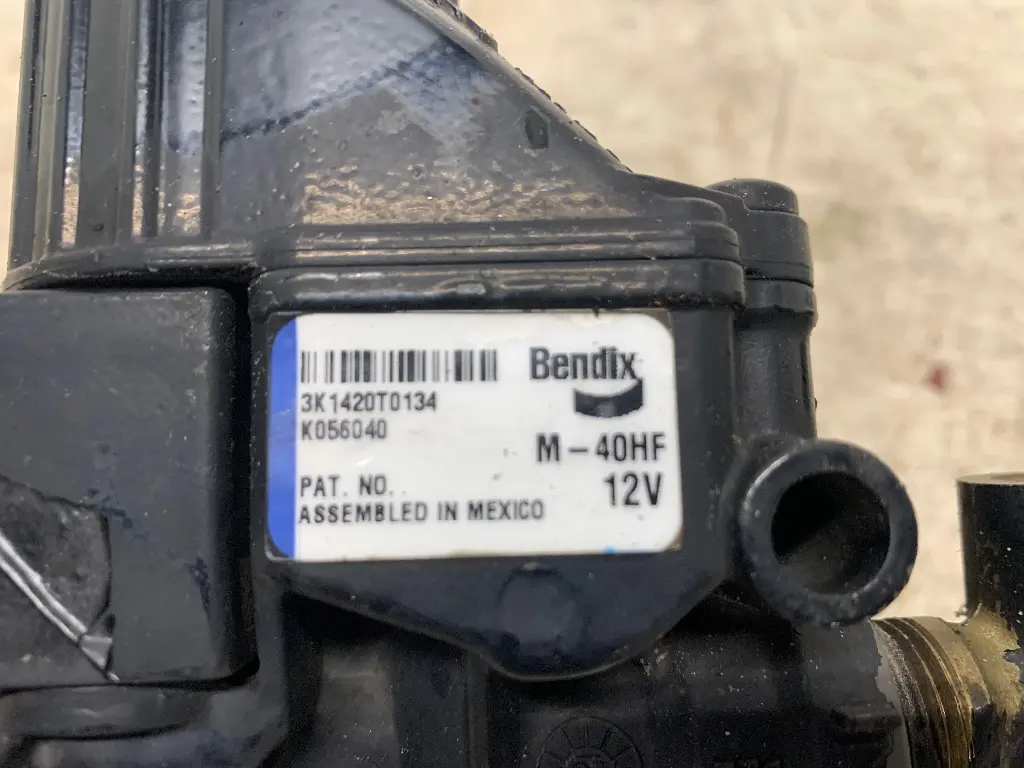 Bendix
3K1420T0134
K056040
M-40HF
12V
PAT. NO.
ASSEMBLED IN MEXICO